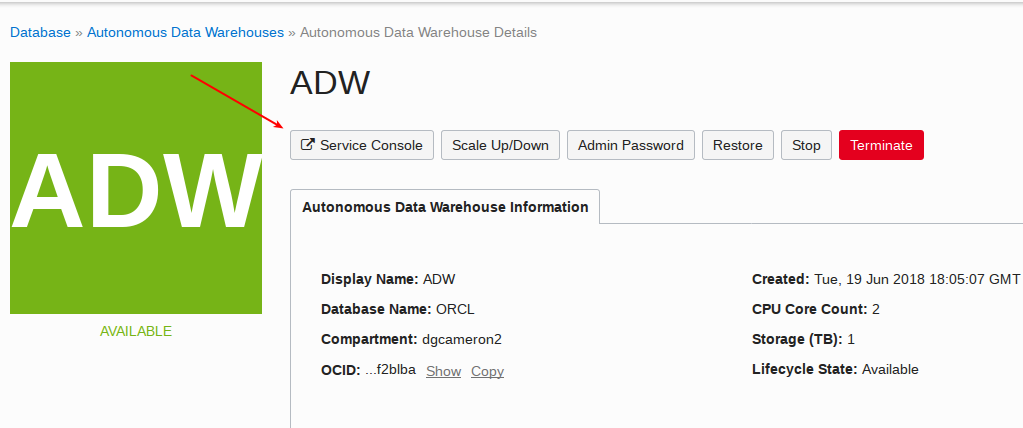 Database » Autonomous Data Warehouses » Autonomous Data Warehouse Details
ADW
ADW
Service Console Scale Up/Down Admin Password Restore Stop Terminate
Autonomous Data Warehouse Information
Display Name: ADW Created: Tue, 19 Jun 2018 18:05:07 GMT
Database Name: ORCL CPU Core Count: 2
Compartment: dgcameron2 Storage (TB): 1
OCID: ...f2blba Show Copy Lifecycle State: Available
AVAILABLE